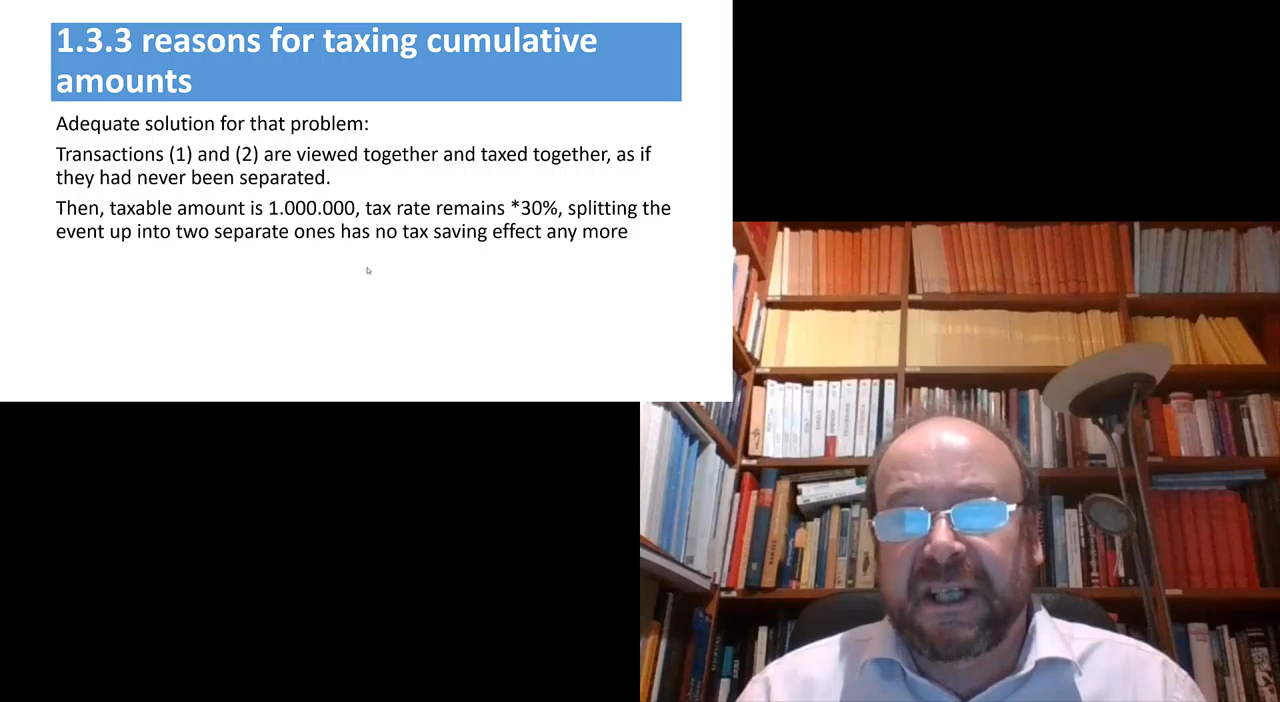 1.3.3 reasons for taxing cumulative
amounts
Adequate solution for that problem:
Transactions (1) and (2) are viewed together and taxed together, as if
they had never been separated.
Then, taxable amount is 1.000.000, tax rate remains *30%, splitting the
event up into two separate ones has no tax saving effect any more